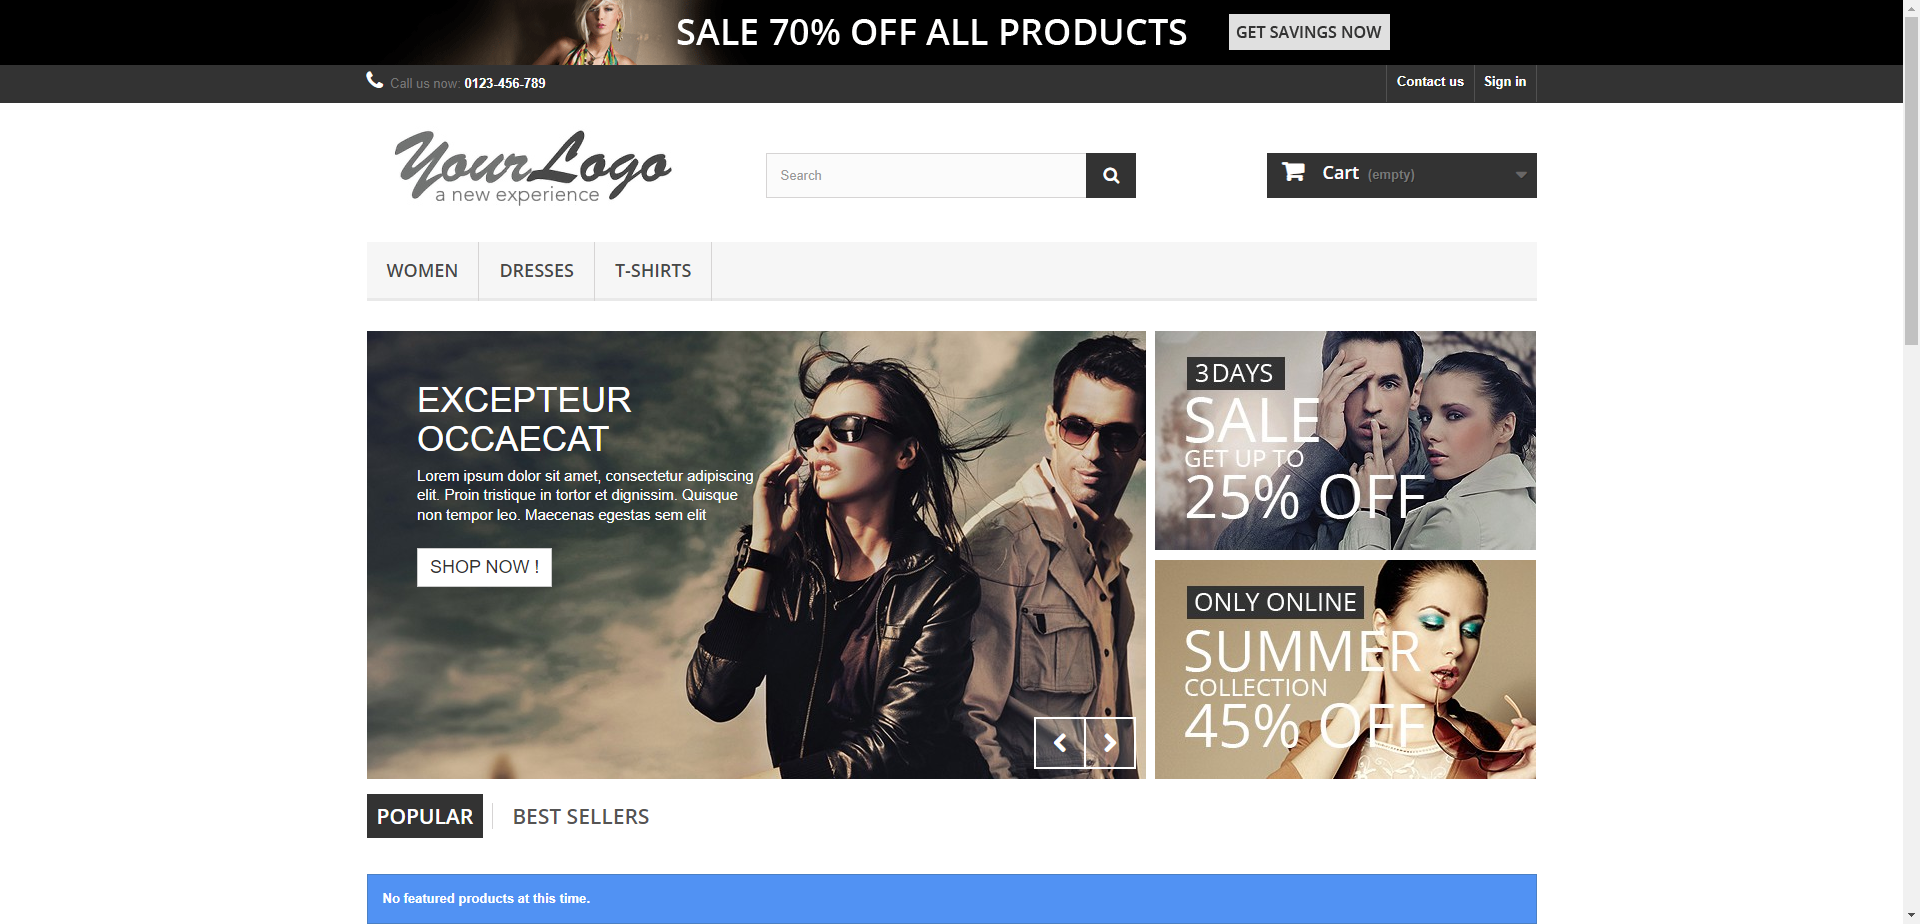 SALE 70% OFF ALL PRODUCTS
GET SAVINGS NOW
Call us now: 0123-456-789
Contact us
Sign in
YourLogo
a new experience
Search
Cart (empty)
WOMEN
DRESSES
T-SHIRTS
EXCEPTEUR
OCCAECAT
Lorem ipsum dolor sit amet, consectetur adipiscing
elit. Proin tristique in tortor et dignissim. Quisque
non tempor leo. Maecenas egestas sem elit
SHOP NOW !
3 DAYS
SALE
GET UP TO
25% OFF
ONLY ONLINE
SUMMER
COLLECTION
45% OFF
POPULAR
BEST SELLERS
No featured products at this time.